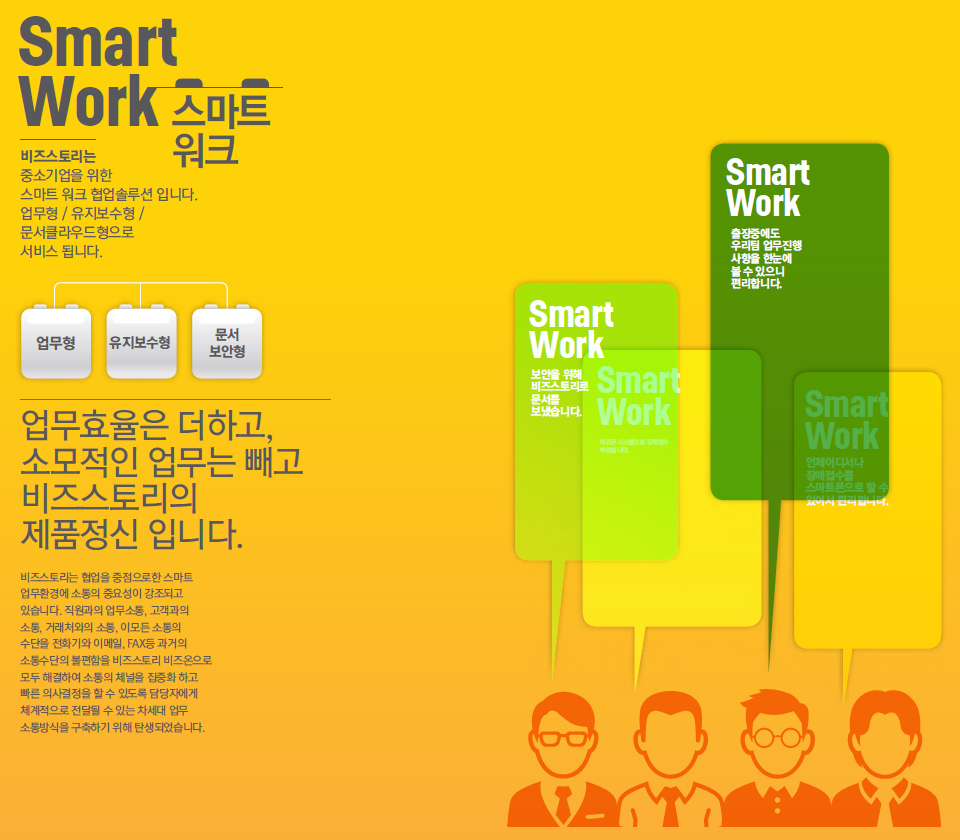 Smart
Work
스마트
워크
비즈스토리는
중소기업을 위한
스마트 워크 협업솔루션 입니다.
업무형 / 유지보수형 /
문서클라우드형으로
서비스 됩니다.
업무형
유지보수형
문서
보안형
업무효율은 더하고,
소모적인 업무는 빼고
비즈스토리의
제품정신 입니다.
비즈스토리는 협업을 중점으로한 스마트
업무환경에 소통의 중요성이 강조되고
있습니다. 직원과의 업무소통, 고객과의
소통, 거래처와의 소통, 이모든 소통의
수단을 전화기와 이메일, FAX등 과거의
소통수단의 불편함을 비즈스토리 비즈온으로
모두 해결하여 소통의 체널을 집중화 하고
빠른 의사결정을 할 수 있도록 담당자에게
체계적으로 전달될 수 있는 차세대 업무
소통방식을 구축하기 위해 탄생되었습니다.
Smart
Work
보안을 위해
비즈스토리로
문서를
보냈습니다.
Smart
Work
Smart
Work
출장중에도
우리팀 업무진행
사항을 한눈에
볼 수 있으니
편리합니다.
Smart
Work
언제어디서나
장애접수를
스마트폰으로 할 수
있어서 편리합니다.